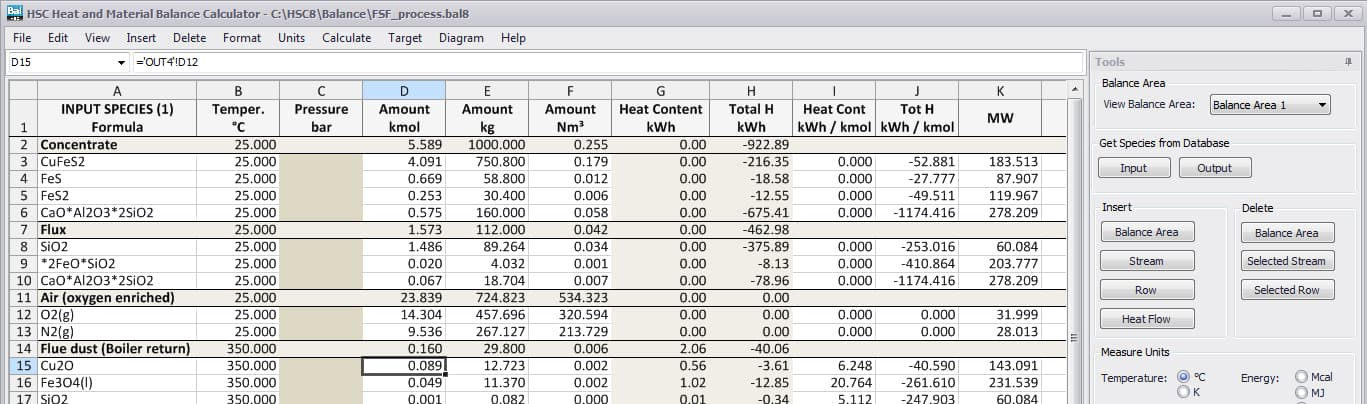 Bal HSC Heat and Material Balance Calculator - C:\HSC8\Balance\FSF_process.bal8
File Edit View Insert Delete Format Units Calculate Target Diagram Help
D15 ='OUT4'!D12
A B C D E F G H I J K
INPUT SPECIES (1) Temper. Pressure Amount Amount Amount Heat Content Total H Heat Cont Tot H MW
1 Formula °C bar kmol kg Nm³ kWh kWh kWh / kmol kWh / kmol
2 Concentrate 25.000 5.589 1000.000 0.255 0.00 -922.89
3 CuFeS2 25.000 4.091 750.800 0.179 0.00 -216.35 0.000 -52.881 183.513
4 FeS 25.000 0.669 58.800 0.012 0.00 -18.58 0.000 -27.777 87.907
5 FeS2 25.000 0.253 30.400 0.006 0.00 -12.55 0.000 -49.511 119.967
6 CaO*Al2O3*2SiO2 25.000 0.575 160.000 0.058 0.00 -675.41 0.000 -1174.416 278.209
7 Flux 25.000 1.573 112.000 0.042 0.00 -462.98
8 SiO2 25.000 1.486 89.264 0.034 0.00 -375.89 0.000 -253.016 60.084
9 *2FeO*SiO2 25.000 0.020 4.032 0.001 0.00 -8.13 0.000 -410.864 203.777
10 CaO*Al2O3*2SiO2 25.000 0.067 18.704 0.007 0.00 -78.96 0.000 -1174.416 278.209
11 Air (oxygen enriched) 25.000 23.839 724.823 534.323 0.00 0.00
12 O2(g) 25.000 14.304 457.696 320.594 0.00 0.00 0.000 0.000 31.999
13 N2(g) 25.000 9.536 267.127 213.729 0.00 0.00 0.000 0.000 28.013
14 Flue dust (Boiler return) 350.000 0.160 29.800 0.006 2.06 -40.06
15 Cu2O 350.000 0.089 12.723 0.002 0.56 -3.61 6.248 -40.590 143.091
16 Fe3O4(l) 350.000 0.049 11.370 0.002 1.02 -12.85 20.764 -261.610 231.539
17 SiO2 350.000 0.001 0.082 0.000 0.01 -0.34 5.112 -247.903 60.084
Tools
Balance Area
View Balance Area: Balance Area 1
Get Species from Database
Input Output
Insert Delete
Balance Area Balance Area
Stream Selected Stream
Row Selected Row
Heat Flow
Measure Units
Temperature: °C Energy: Mcal
K MJ